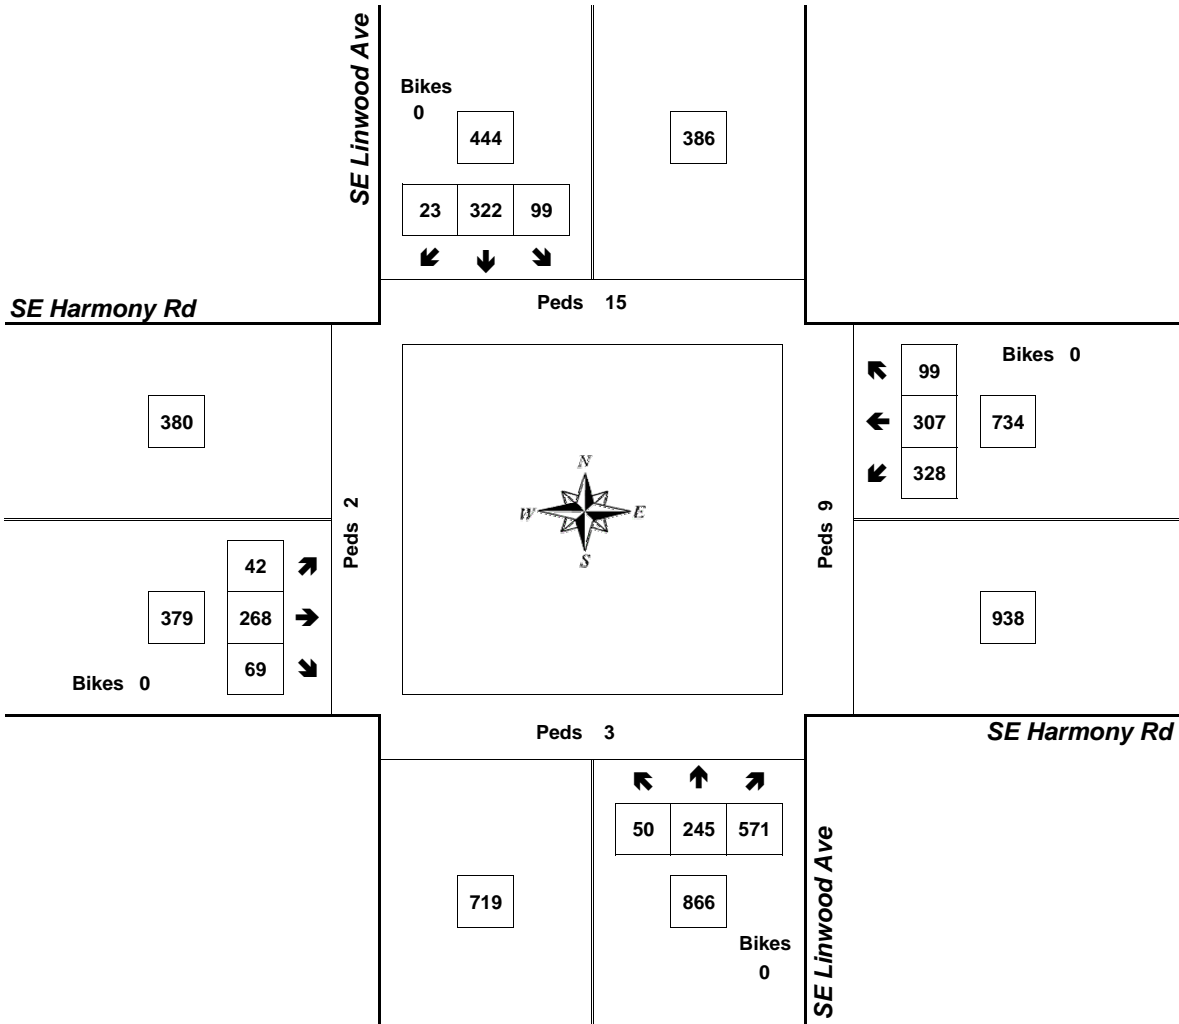 SE Linwood Ave
Bikes
0
444
386
23 322 99
SE Harmony Rd
Peds 15
Bikes 0
99
380
307 734
328
N
W E
S
Peds 2
Peds 9
42
379 268
938
69
Bikes 0
Peds 3
SE Harmony Rd
50 245 571
SE Linwood Ave
719
866
Bikes
0